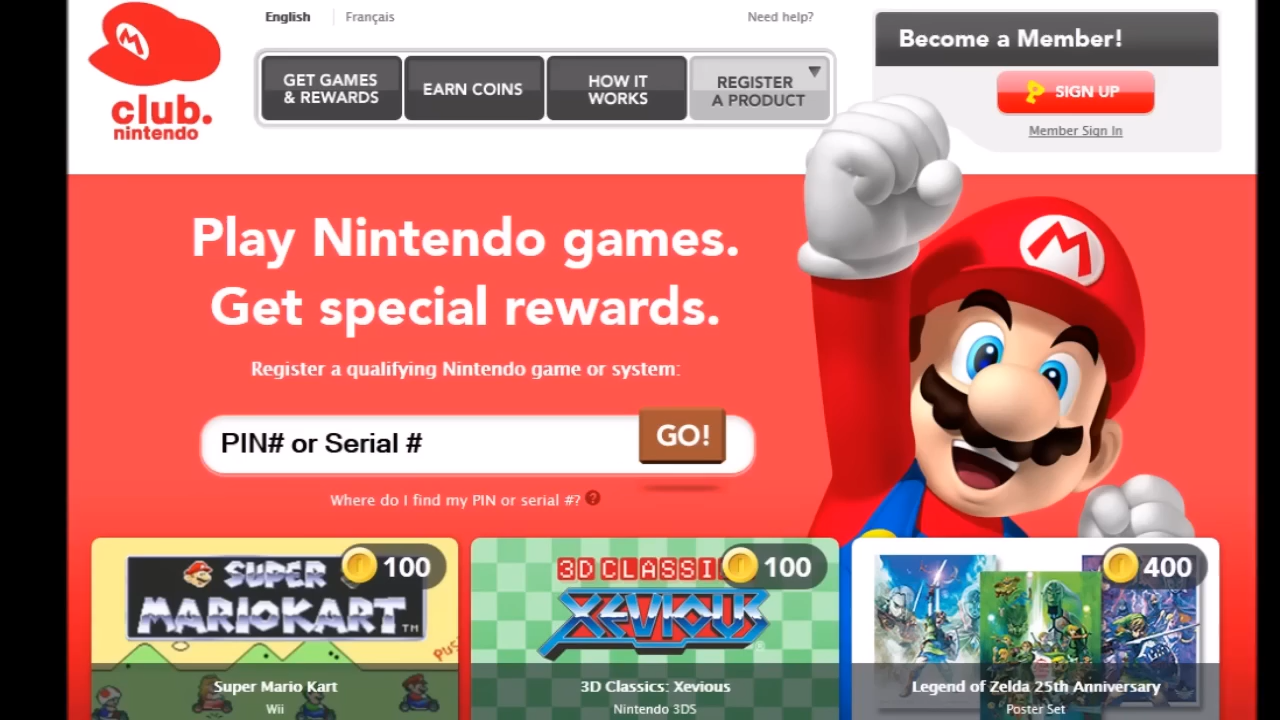 English
Français
Need help?
Become a Member!
SIGN UP
Member Sign In
M
club.
nintendo
GET GAMES
& REWARDS
EARN COINS
HOW IT
WORKS
REGISTER
A PRODUCT
Play Nintendo games.
Get special rewards.
M
Register a qualifying Nintendo game or system:
PIN# or Serial #
GO!
Where do I find my PIN or serial #? ?
100
SUPER
MARIOKART TM
Super Mario Kart
Wii
100
3D CLASSI
XEVIOUS ®
3D Classics: Xevious
Nintendo 3DS
400
Legend of Zelda 25th Anniversary
Poster Set